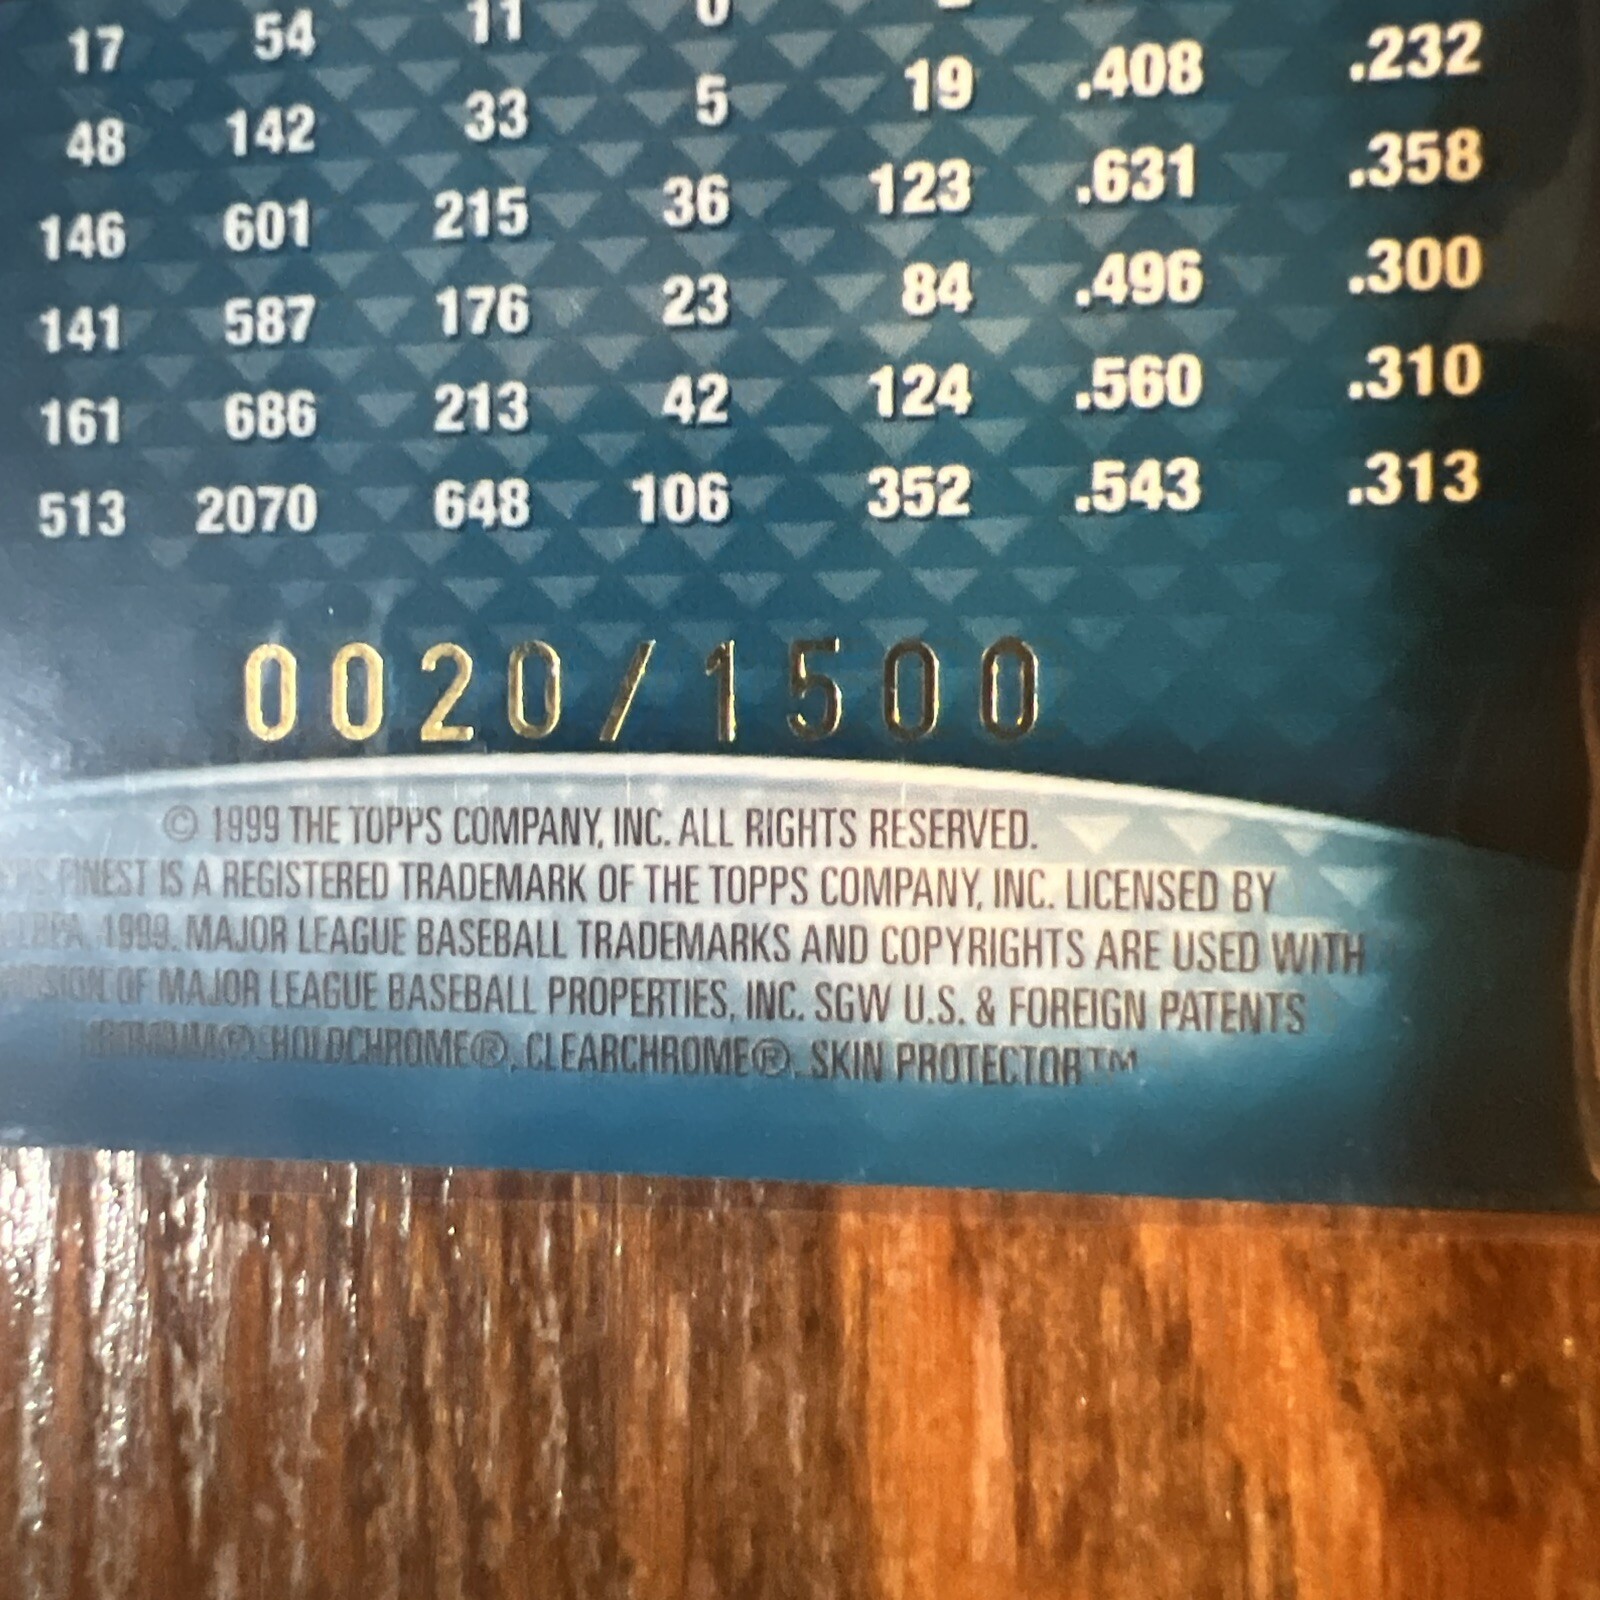 17 54 11 0
48 142 33 5 19 .408 .232
146 601 215 36 123 .631 .358
141 587 176 23 84 .496 .300
161 686 213 42 124 .560 .310
513 2070 648 106 352 .543 .313
0020/1500
© 1999 THE TOPPS COMPANY, INC. ALL RIGHTS RESERVED.
FINEST IS A REGISTERED TRADEMARK OF THE TOPPS COMPANY, INC. LICENSED BY
1999. MAJOR LEAGUE BASEBALL TRADEMARKS AND COPYRIGHTS ARE USED WITH
OF MAJOR LEAGUE BASEBALL PROPERTIES, INC. SGW U.S. & FOREIGN PATENTS
HOLOCHROME®, CLEARCHROME®, SKIN PROTECTOR™